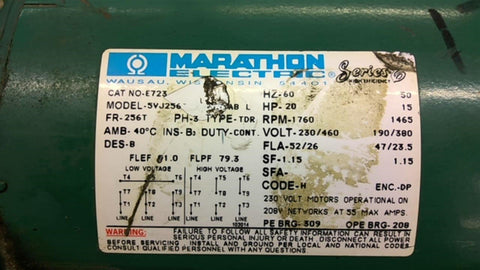 MARATHON
ELECTRIC
Series
WAUSAU, WISCONSIN 54401
CAT NO-E723 HZ-60 50
MODEL-5VJ256 HP-20 15
FR-256T PH-3 TYPE-TDR RPM-1760 1465
AMB-40°C INS-B3 DUTY-CONT. VOLT-230/460 190/380
DES-B FLA-52/26 47/23.5
FLEF 91.0 FLPF 79.3 SF-1.15 1.15
LOW VOLTAGE HIGH VOLTAGE SFA-
CODE-H ENC.-DP
230 VOLT MOTORS OPERATIONAL ON
208V NETWORKS AT 55 MAX AMPS.
T4 T5 T6 T4 T5 T6
T7 T8 T9
T1 T2 T3 T1 T2 T3
LINE LINE LINE LINE LINE LINE
PE BRG-309 OPE BRG-208
WARNING: FAILURE TO FOLLOW ALL SAFETY INSTRUCTION CAN RESULT IN
SERIOUS PERSONAL INJURY OR DEATH. DISCONNECT ALL POWER
BEFORE SERVICING. INSTALL AND GROUND PER LOCAL AND NATIONAL CODES.
CONSULT QUALIFIED PERSONNEL WITH ANY QUESTIONS.